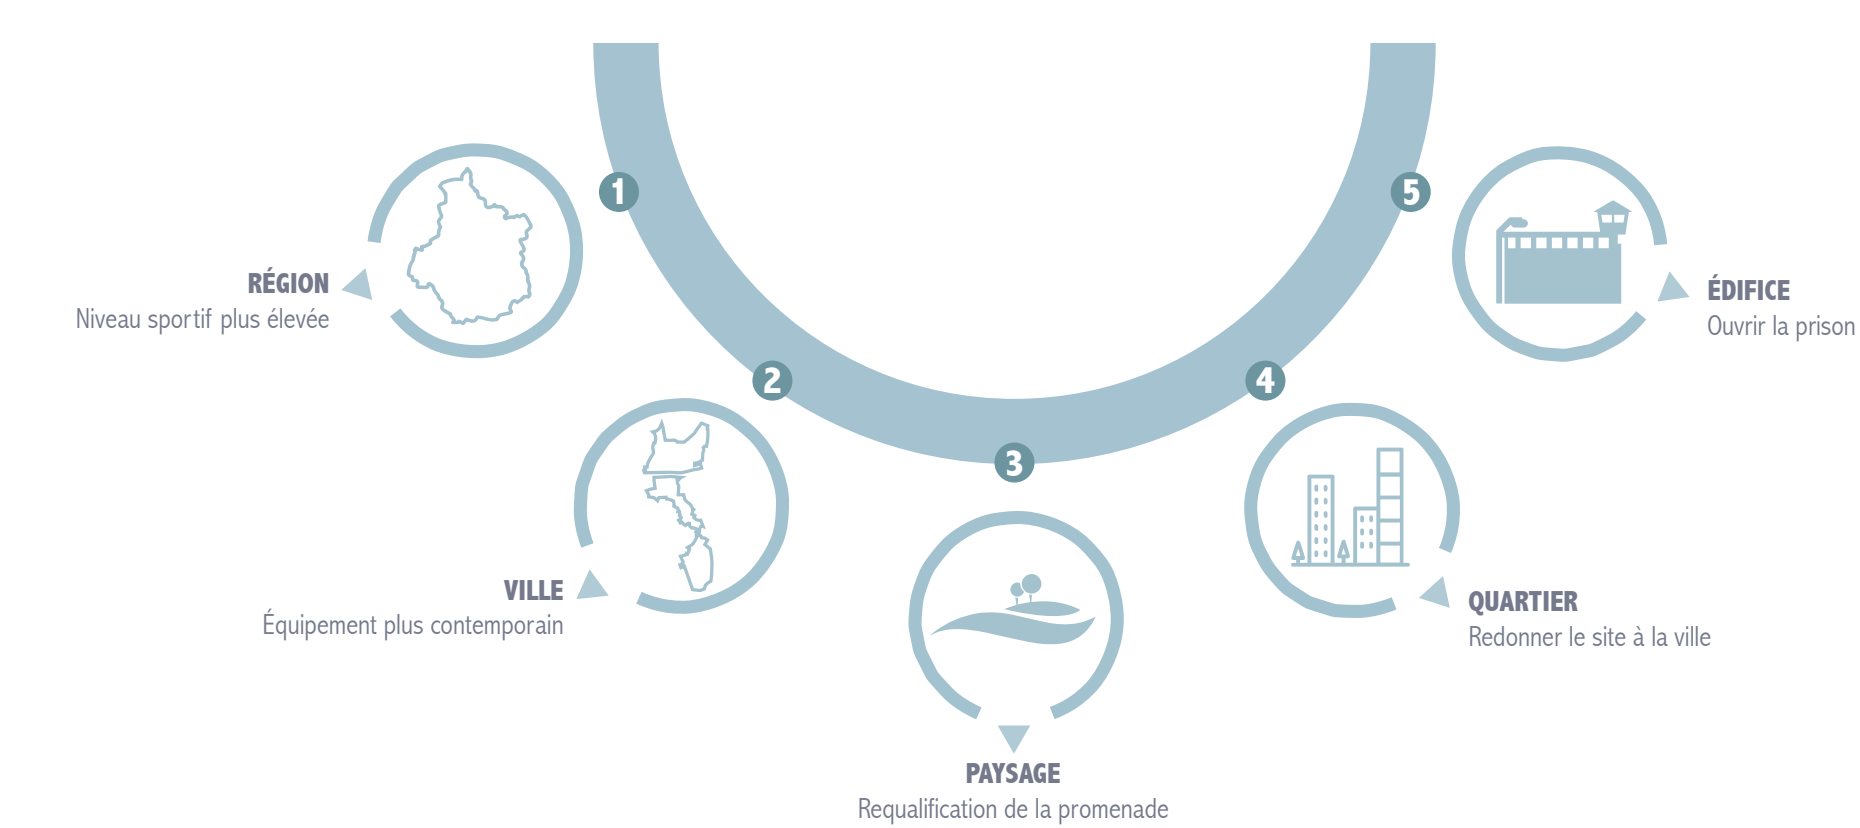 1
RÉGION
Niveau sportif plus élevée
2
VILLE
Équipement plus contemporain
3
PAYSAGE
Requalification de la promenade
4
QUARTIER
Redonner le site à la ville
5
ÉDIFICE
Ouvrir la prison